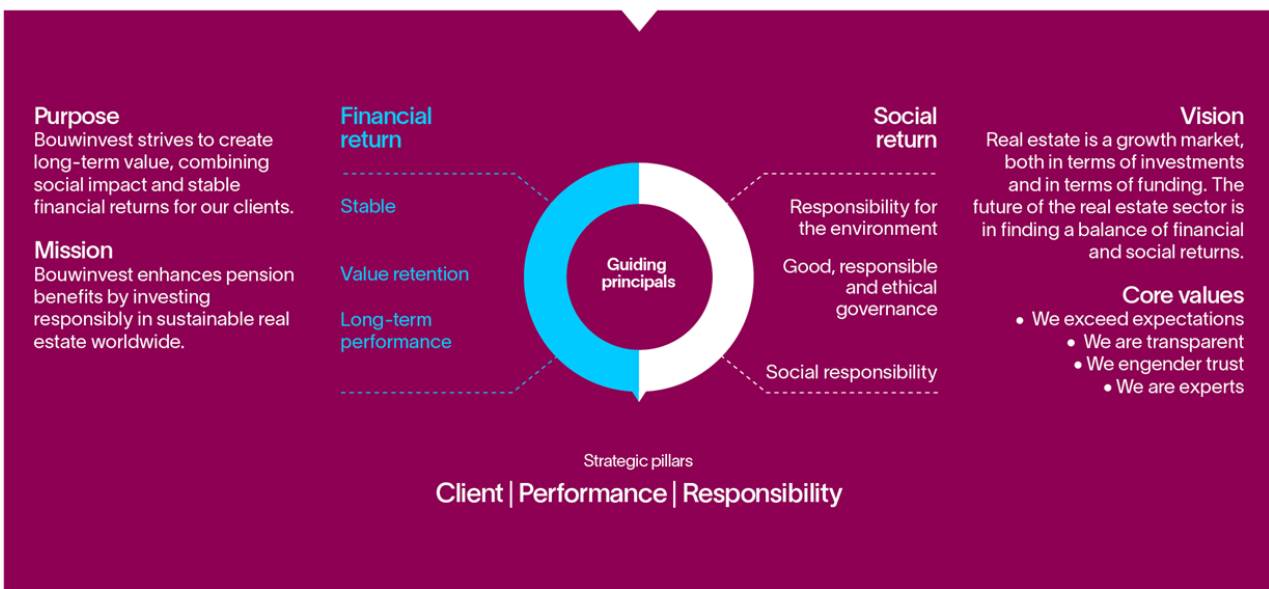 Purpose
Bouwinvest strives to create
long-term value, combining
social impact and stable
financial returns for our clients.
Mission
Bouwinvest enhances pension
benefits by investing
responsibly in sustainable real
estate worldwide.
Financial
return
Stable
Value retention
Long-term
performance
Guiding
principals
Social
return
Responsibility for
the environment
Good, responsible
and ethical
governance
Social responsibility
Vision
Real estate is a growth market,
both in terms of investments
and in terms of funding. The
future of the real estate sector is
in finding a balance of financial
and social returns.
Core values
• We exceed expectations
• We are transparent
• We engender trust
• We are experts
Strategic pillars
Client | Performance | Responsibility